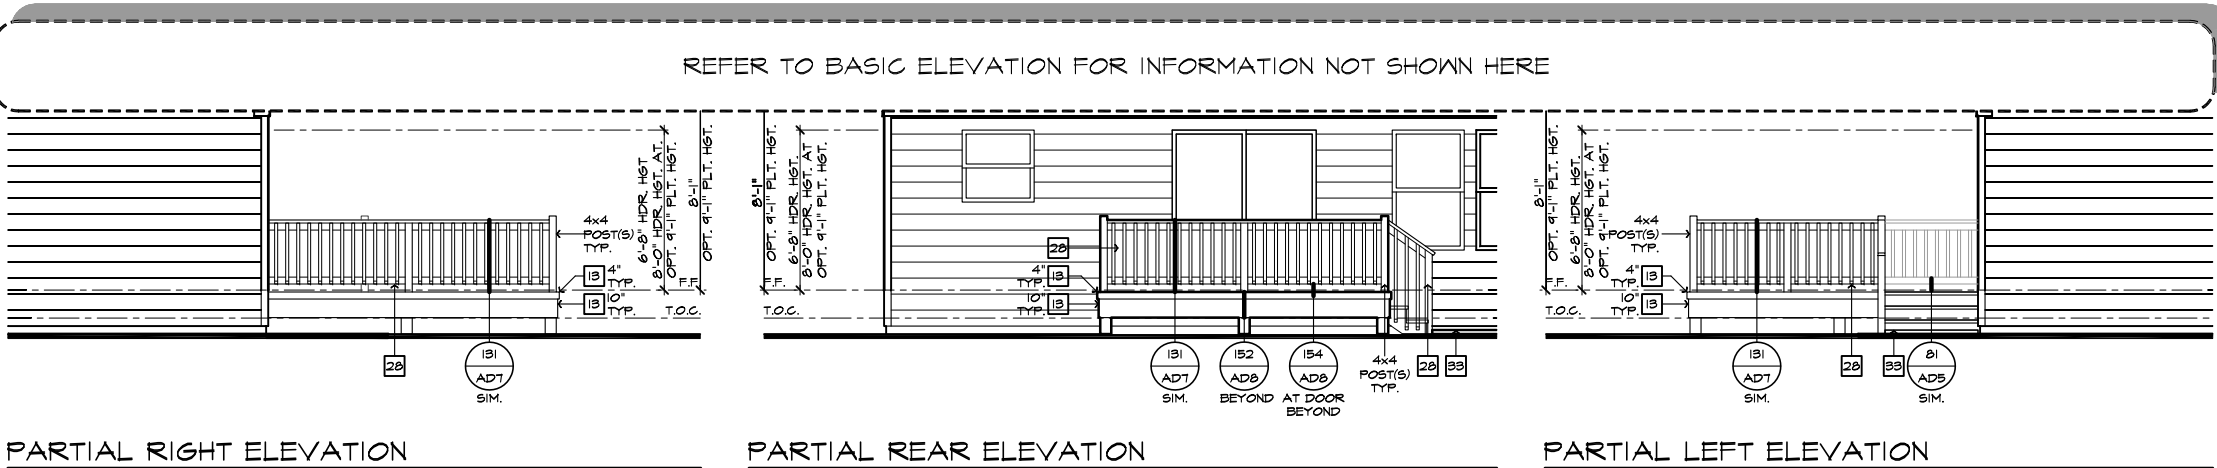 REFER TO BASIC ELEVATION FOR INFORMATION NOT SHOWN HERE
6'-8" HDR. HGT
8'-0" HDR. HGT. AT.
OPT. 9'-1" PLT. HGT.
8'-1"
OPT. 9'-1" PLT. HGT.
4x4
POST(S)
TYP.
13
4"
TYP.
13
10"
TYP.
F.F.
T.O.C.
28
131
AD7
SIM.
PARTIAL RIGHT ELEVATION
8'-1"
OPT. 9'-1" PLT. HGT.
6'-8" HDR. HGT.
8'-0" HDR. HGT. AT
OPT. 9'-1" PLT. HGT.
F.F.
T.O.C.
28
4"
TYP.
13
10"
TYP.
13
131
AD7
SIM.
152
AD8
BEYOND
154
AD8
AT DOOR
BEYOND
4x4
POST(S)
TYP.
28
33
PARTIAL REAR ELEVATION
8'-1"
OPT. 9'-1" PLT. HGT.
6'-8" HDR. HGT.
8'-0" HDR. HGT. AT
OPT. 9'-1" PLT. HGT.
4x4
POST(S)
TYP.
F.F.
T.O.C.
4"
TYP.
13
10"
TYP.
13
131
AD7
SIM.
28
33
81
AD5
SIM.
PARTIAL LEFT ELEVATION